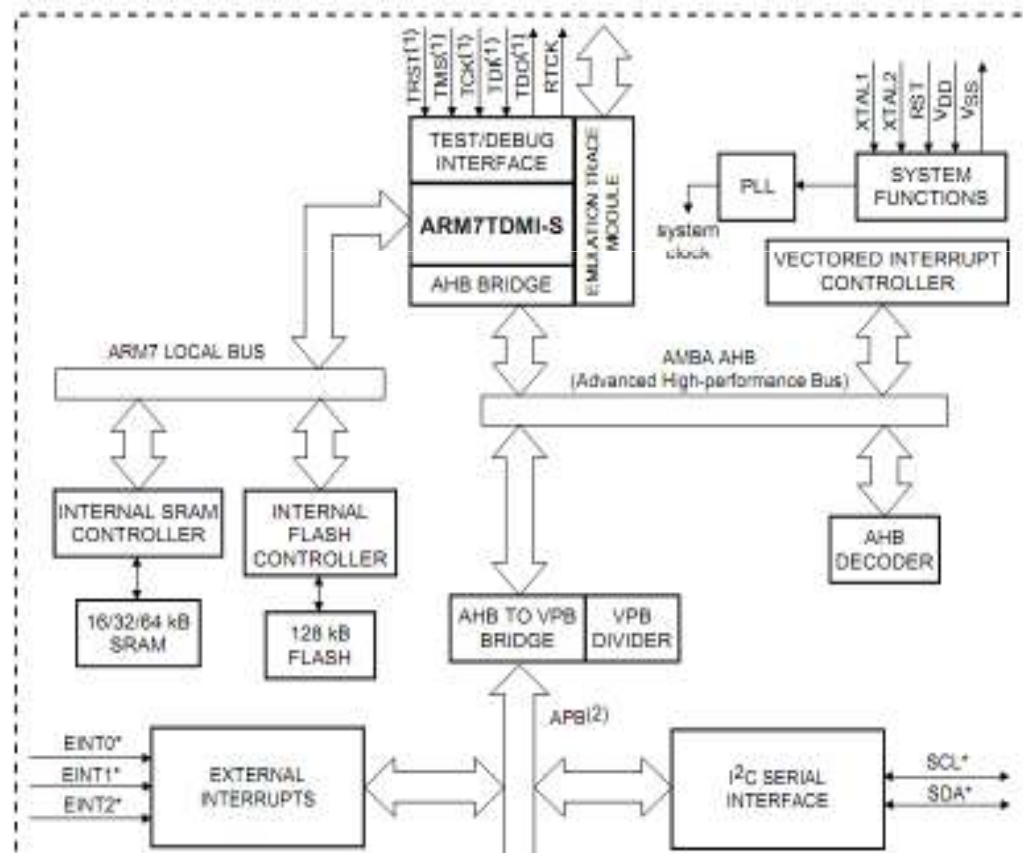 TRST(1)
TMS(1)
TCK(1)
TDI(1)
TDO(1)
RTCK
XTAL1
XTAL2
RST
VDD
VSS
TEST/DEBUG
INTERFACE
EMULATION TRACE
MODULE
PLL
SYSTEM
FUNCTIONS
ARM7TDMI-S
system
clock
AHB BRIDGE
VECTORED INTERRUPT
CONTROLLER
ARM7 LOCAL BUS
AMBA AHB
(Advanced High-performance Bus)
INTERNAL SRAM
CONTROLLER
INTERNAL
FLASH
CONTROLLER
AHB
DECODER
16/32/64 kB
SRAM
128 kB
FLASH
AHB TO VPB
BRIDGE
VPB
DIVIDER
APB(2)
EINT0*
EINT1*
EINT2*
EXTERNAL
INTERRUPTS
I2C SERIAL
INTERFACE
SCL*
SDA*